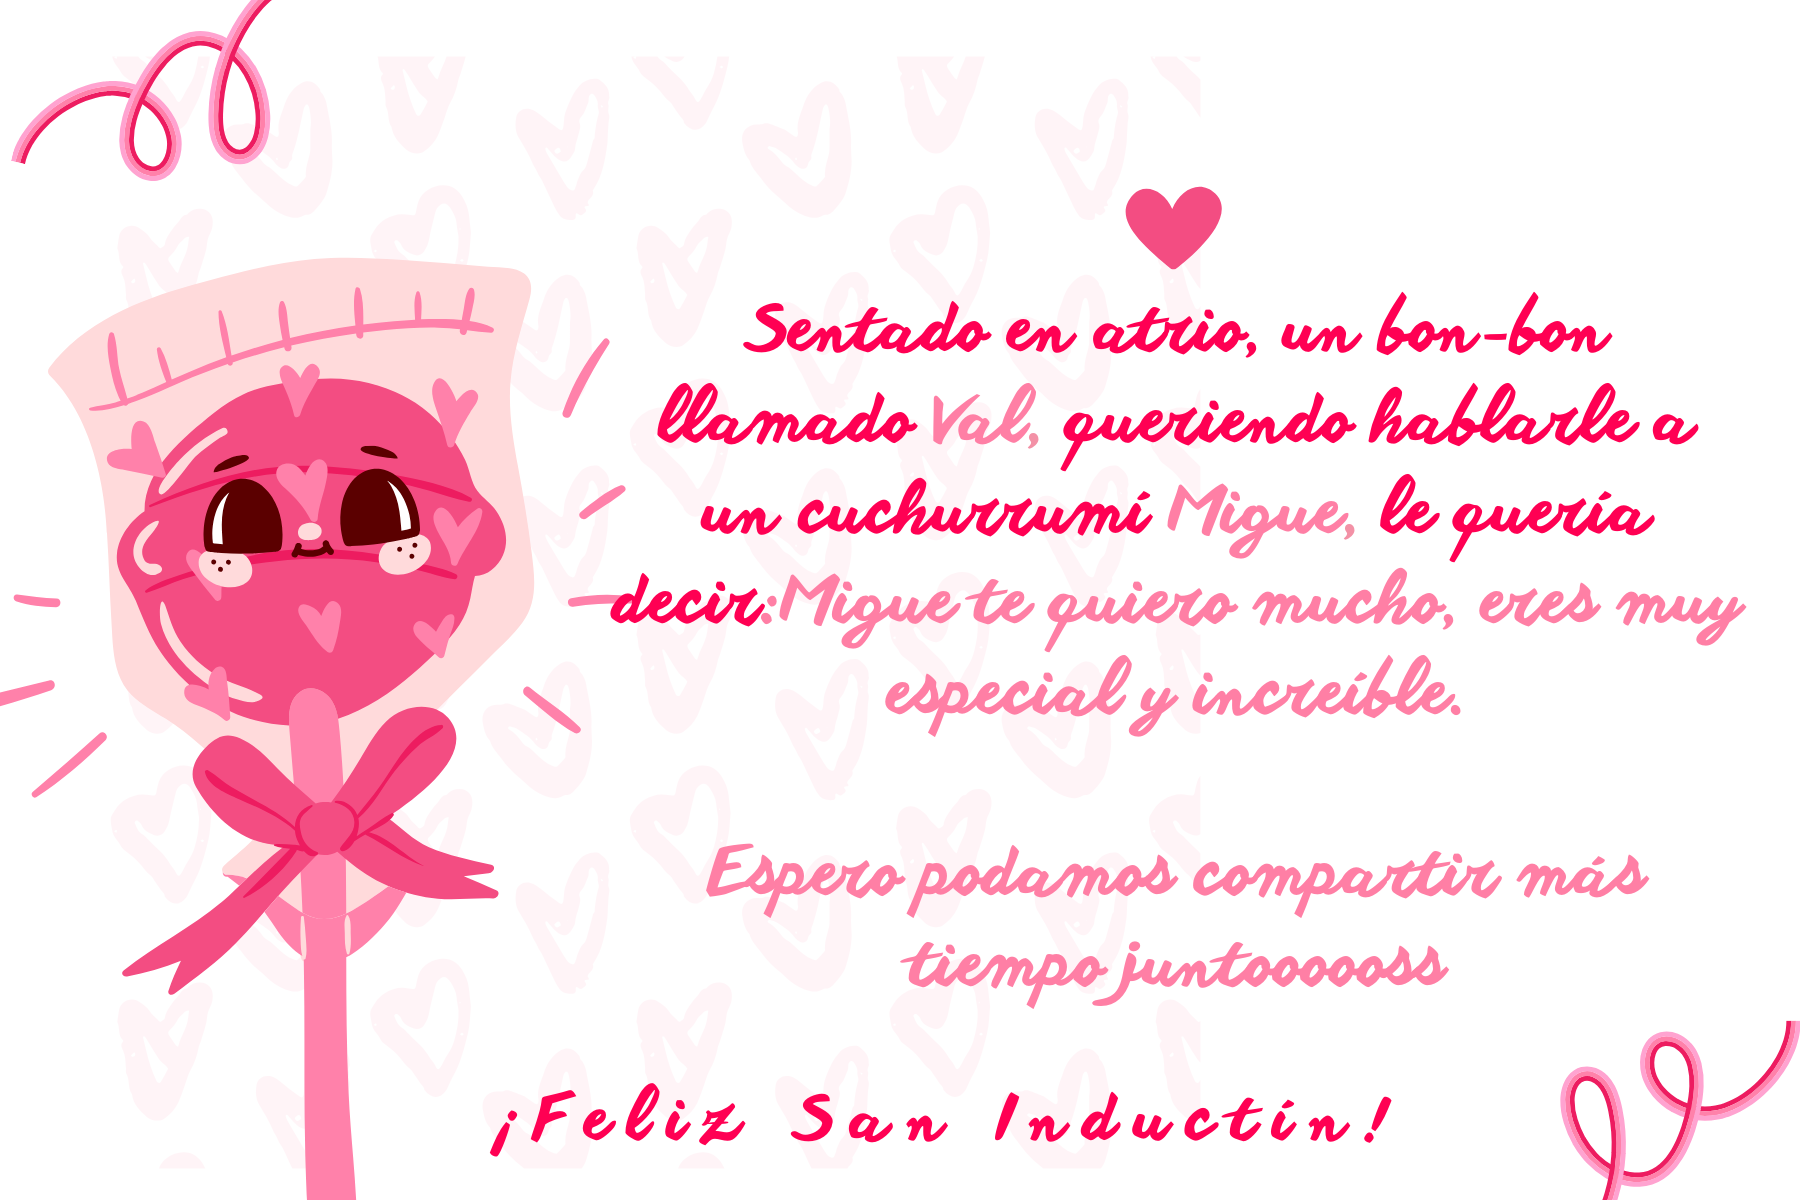 Sentado en atrio, un bon-bon
llamado Val, queriendo hablarle a
un cuchurrumí Migue, le quería
decir:Migue te quiero mucho, eres muy
especial y increíble.
Espero podamos compartir más
tiempo juntoooooss
¡Feliz San Inductín!